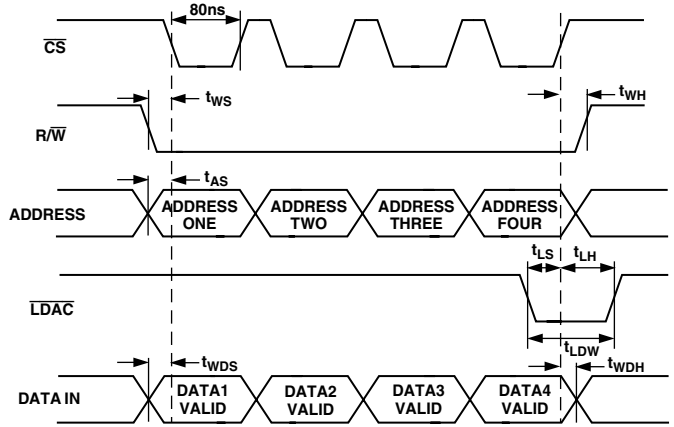 80ns
CS
tWS
tWH
R/W
tAS
ADDRESS
ADDRESS ONE
ADDRESS TWO
ADDRESS THREE
ADDRESS FOUR
tLS
tLH
LDAC
tLDW
tWDS
tWDH
DATA IN
DATA1 VALID
DATA2 VALID
DATA3 VALID
DATA4 VALID